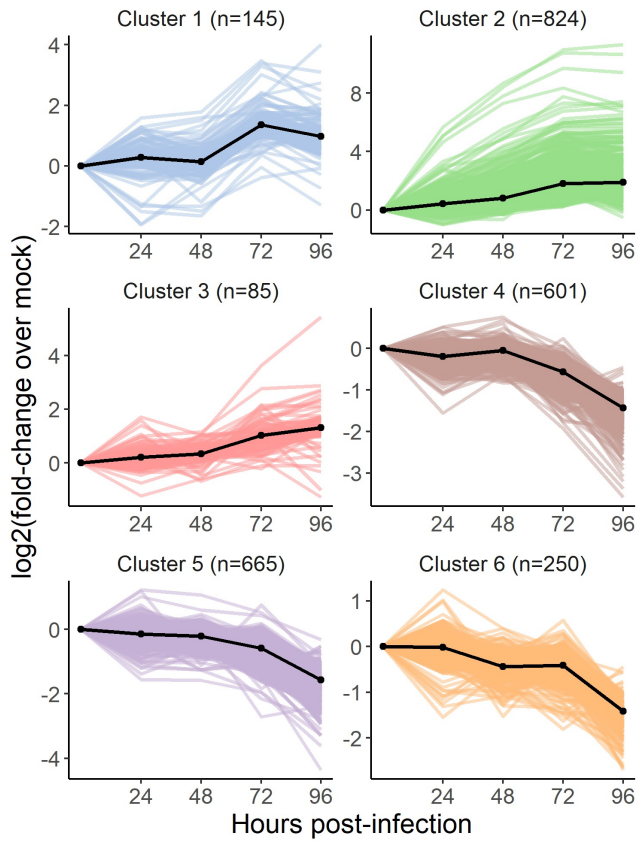 Cluster 1 (n=145)
4
2
0
-2
24 48 72 96
Cluster 2 (n=824)
8
4
0
24 48 72 96
Cluster 3 (n=85)
4
2
0
24 48 72 96
Cluster 4 (n=601)
0
-1
-2
-3
24 48 72 96
Cluster 5 (n=665)
0
-2
-4
24 48 72 96
Cluster 6 (n=250)
1
0
-1
-2
24 48 72 96
log2(fold-change over mock)
Hours post-infection